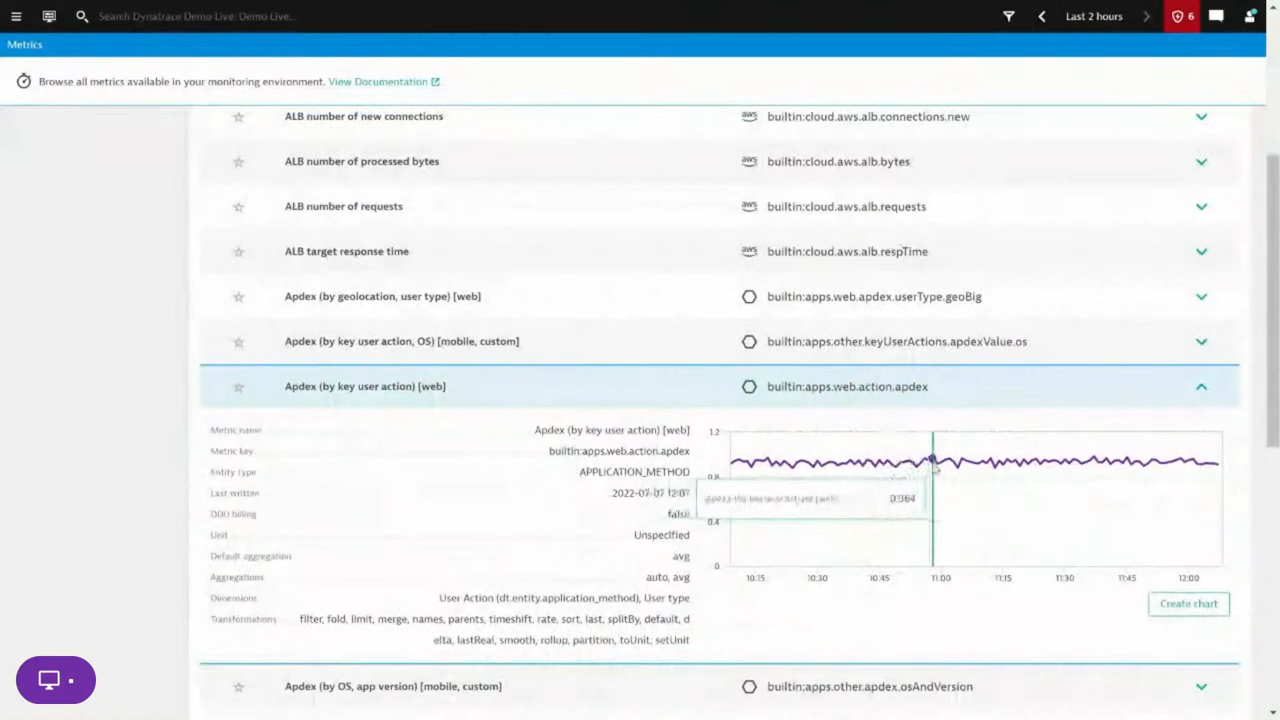 Search Dynatrace Demo Live: Demo Live...
Last 2 hours
6
Metrics
Browse all metrics available in your monitoring environment. View Documentation
ALB number of new connections
aws builtin:cloud.aws.alb.connections.new
ALB number of processed bytes
aws builtin:cloud.aws.alb.bytes
ALB number of requests
aws builtin:cloud.aws.alb.requests
ALB target response time
aws builtin:cloud.aws.alb.respTime
Apdex (by geolocation, user type) [web]
builtin:apps.web.apdex.userType.geoBig
Apdex (by key user action, OS) [mobile, custom]
builtin:apps.other.keyUserActions.apdexValue.os
Apdex (by key user action) [web]
builtin:apps.web.action.apdex
Metric name Apdex (by key user action) [web]
Metric key builtin:apps.web.action.apdex
Entity type APPLICATION_METHOD
Last written 2022-07-07 12:07
DDU billing false
Unit Unspecified
Default aggregation avg
Aggregations auto, avg
Dimensions User Action (dt.entity.application_method), User type
Transformations filter, fold, limit, merge, names, parents, timeshift, rate, sort, last, splitBy, default, d
elta, lastReal, smooth, rollup, partition, toUnit, setUnit
1.2
0.8
0.4
0
10:15 10:30 10:45 11:00 11:15 11:30 11:45 12:00
Create chart
Apdex (by OS, app version) [mobile, custom]
builtin:apps.other.apdex.osAndVersion